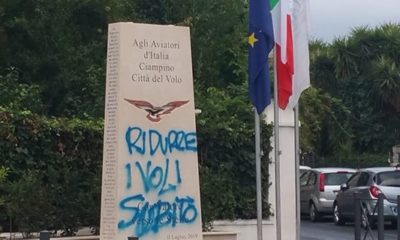 Agli Aviatori
d'Italia
Ciampino
Città del Volo
RIDURRE
I VOLI
SUBITO